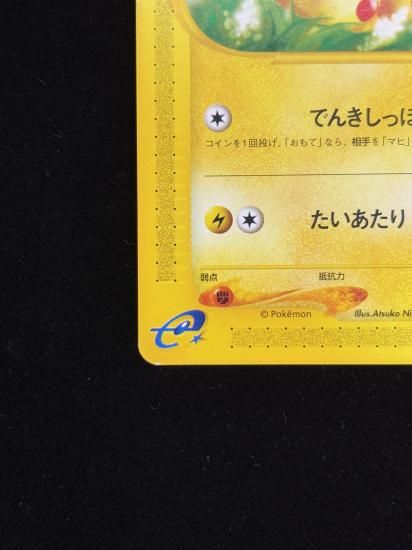 でんきしっぽ
コインを1回投げ、「おもて」なら、相手を「マヒ」
たいあたり
弱点 抵抗力
© Pokémon Illus.Atsuko Ni
e